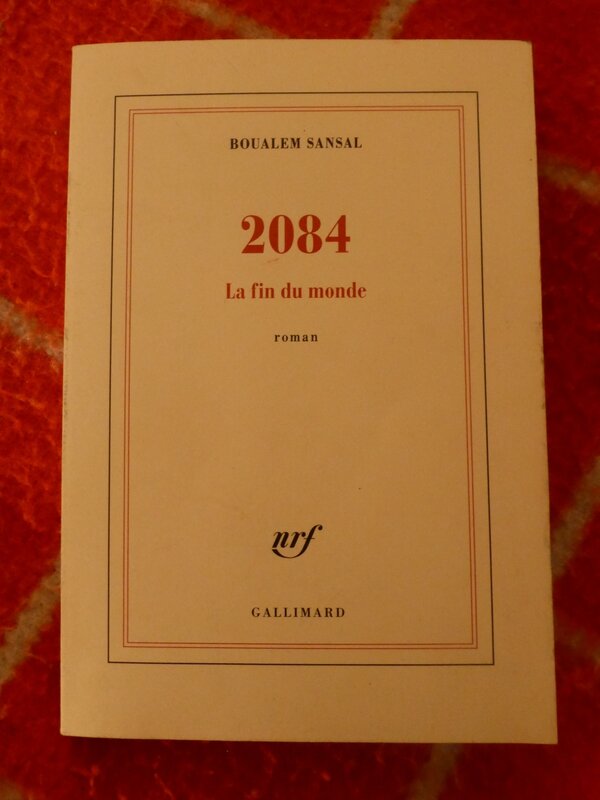 BOUALEM SANSAL
2084
La fin du monde
roman
nrf
GALLIMARD